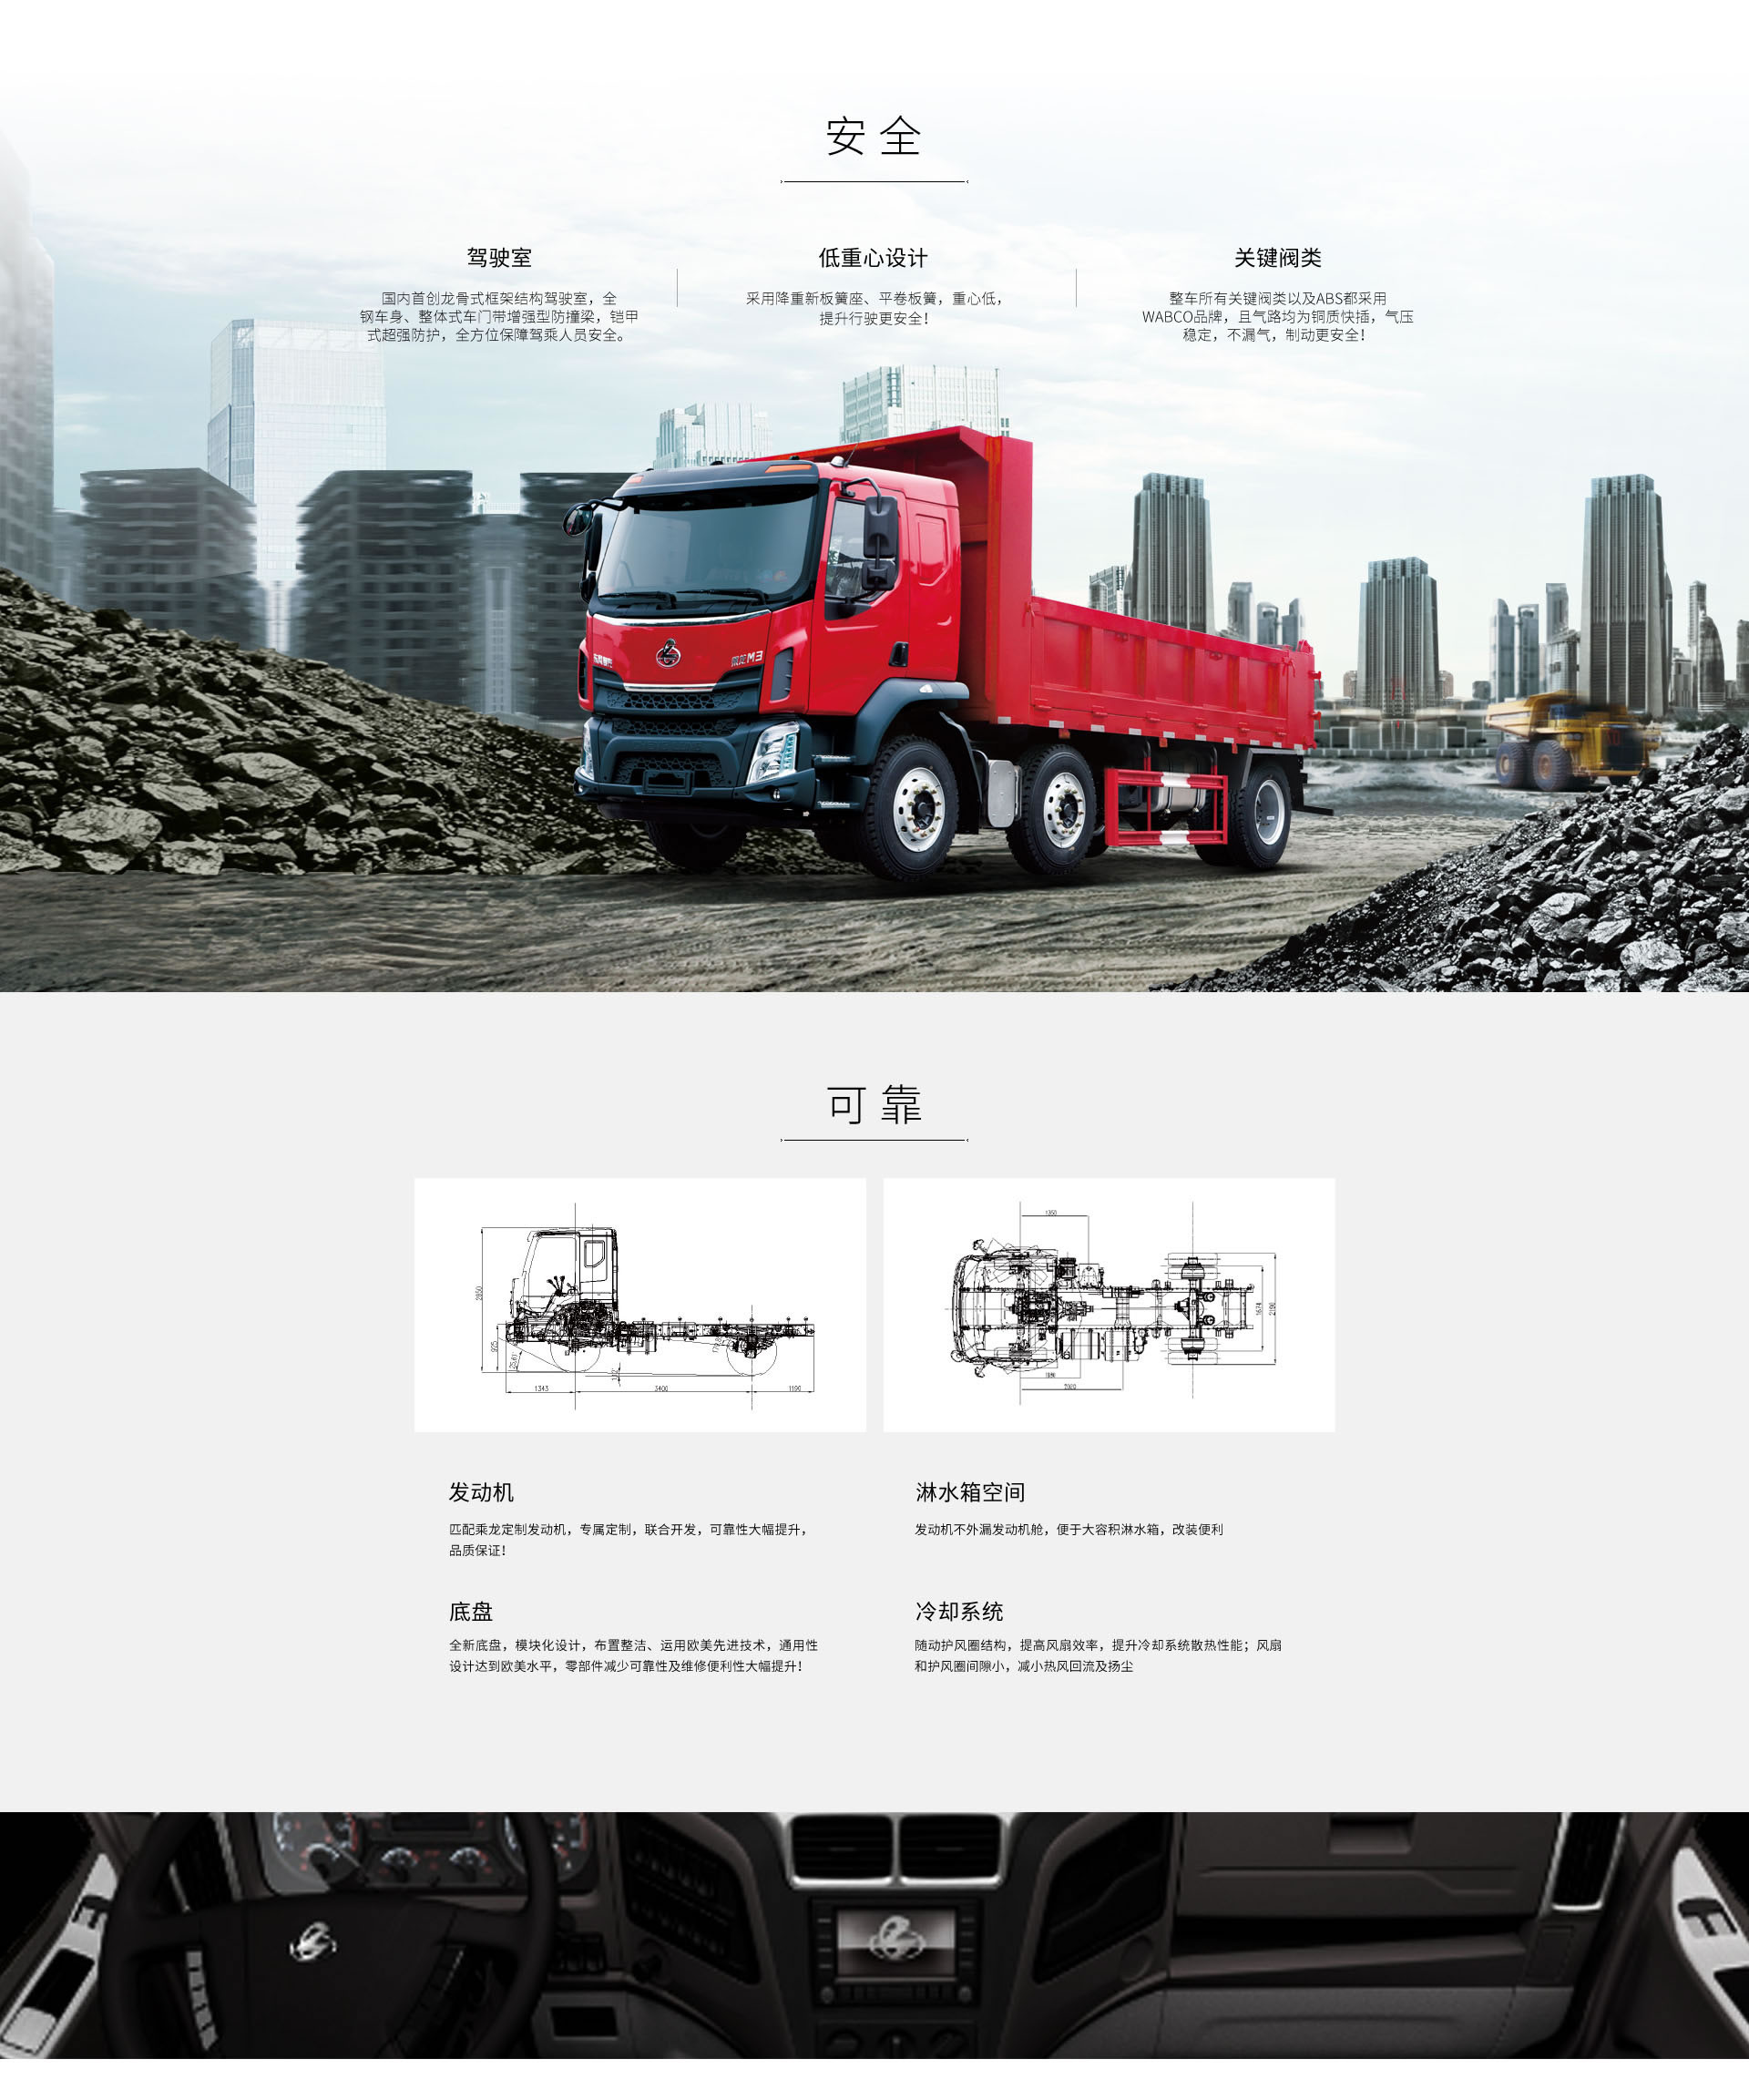 安全
驾驶室
国内首创龙骨式框架结构驾驶室，全
钢车身、整体式车门带增强型防撞梁，铠甲
式超强防护，全方位保障驾乘人员安全。
低重心设计
采用降重新板簧座、平卷板簧，重心低，
提升行驶更安全！
关键阀类
整车所有关键阀类以及ABS都采用
WABCO品牌，且气路均为铜质快插，气压
稳定，不漏气，制动更安全！
乘龙M3
可靠
2850
925
1343
3400
1190
1350
1674
2190
发动机
匹配乘龙定制发动机，专属定制，联合开发，可靠性大幅提升，
品质保证！
淋水箱空间
发动机不外漏发动机舱，便于大容积淋水箱，改装便利
底盘
全新底盘，模块化设计，布置整洁、运用欧美先进技术，通用性
设计达到欧美水平，零部件减少可靠性及维修便利性大幅提升！
冷却系统
随动护风圈结构，提高风扇效率，提升冷却系统散热性能；风扇
和护风圈间隙小，减小热风回流及扬尘